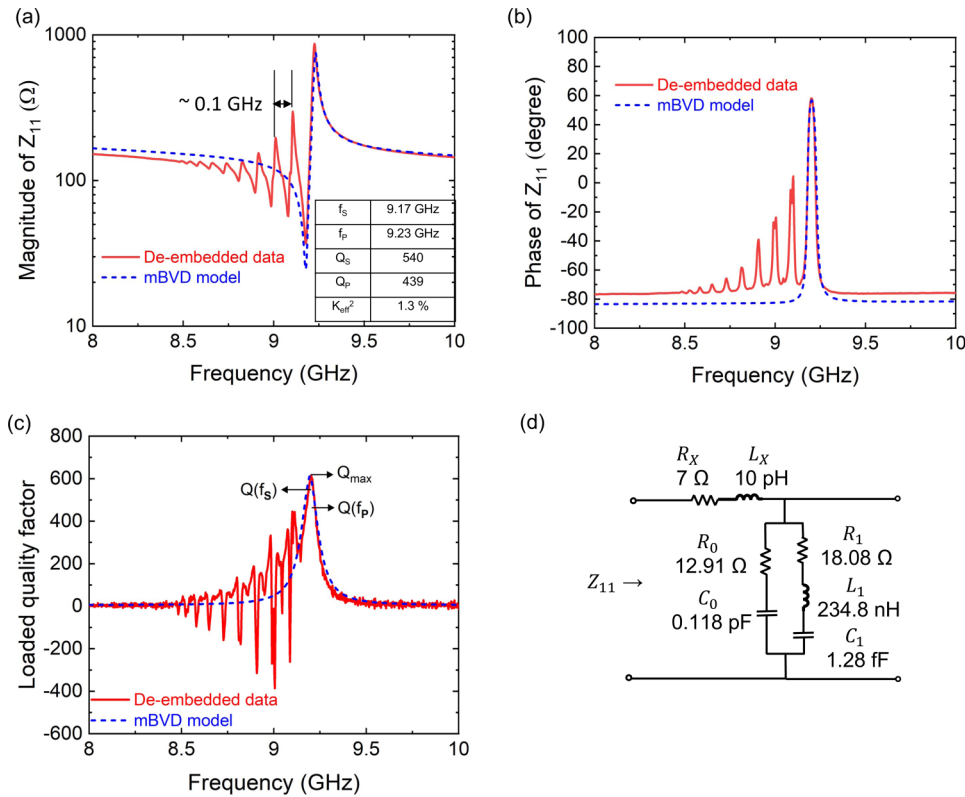 (a)
1000
100
10
Magnitude of Z11 (Ω)
~ 0.1 GHz
De-embedded data
mBVD model
fS 9.17 GHz
fP 9.23 GHz
QS 540
QP 439
Keff2 1.3 %
8 8.5 9 9.5 10
Frequency (GHz)
(b)
100
80
60
40
20
0
-20
-40
-60
-80
-100
Phase of Z11 (degree)
De-embedded data
mBVD model
8 8.5 9 9.5 10
Frequency (GHz)
(c)
800
600
400
200
0
-200
-400
-600
Loaded quality factor
Qmax
Q(fS)
Q(fP)
De-embedded data
mBVD model
8 8.5 9 9.5 10
Frequency (GHz)
(d)
RX LX
7 Ω 10 pH
R0
12.91 Ω
C0
0.118 pF
R1
18.08 Ω
L1
234.8 nH
C1
1.28 fF
Z11 →